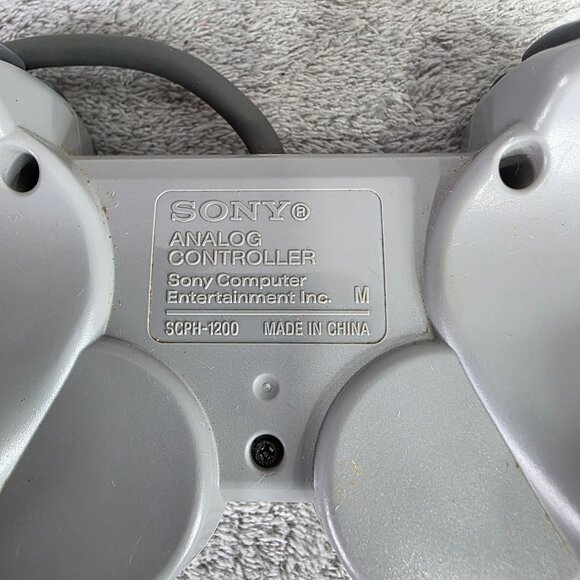 SONY®
ANALOG
CONTROLLER
Sony Computer
Entertainment Inc. M
SCPH-1200 MADE IN CHINA